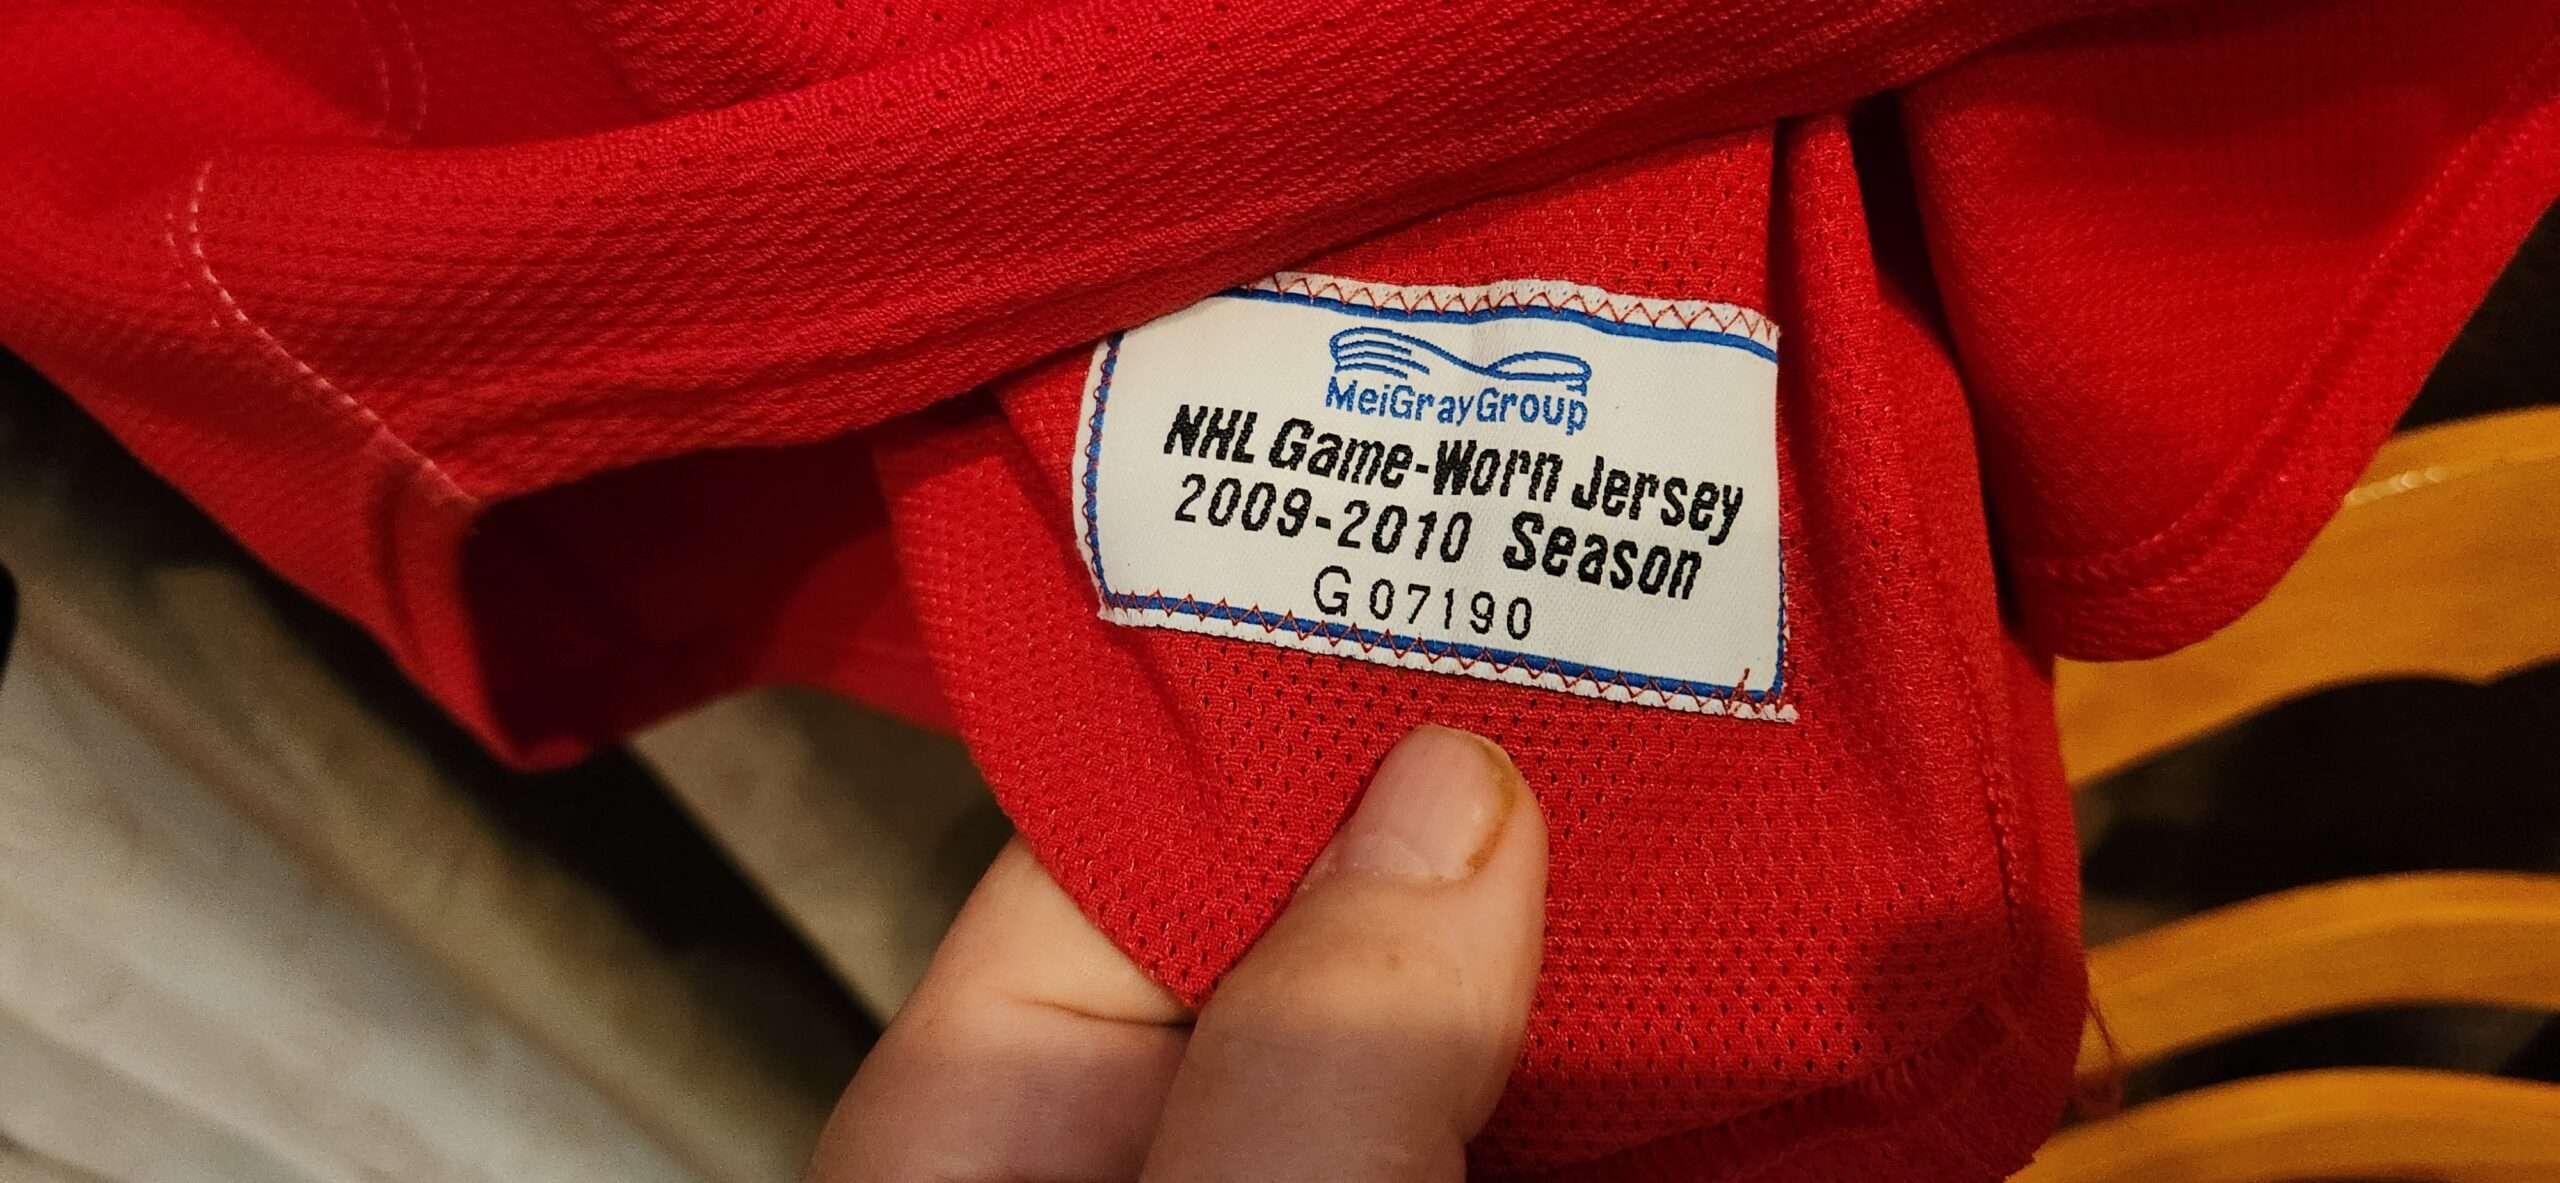 MeiGrayGroup
NHL Game-Worn Jersey
2009-2010 Season
G07190